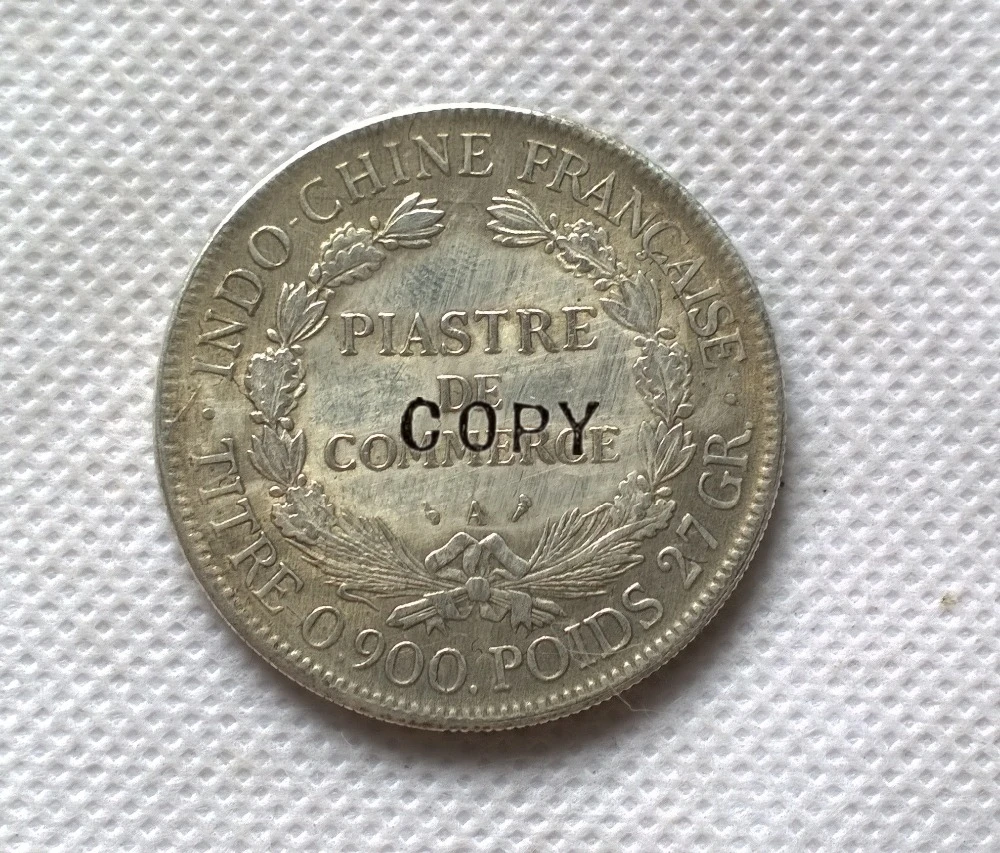 INDO-CHINE FRANÇAISE
PIASTRE
DE
COMMERCE
COPY
A
TITRE 0,900. POIDS 27 GR.